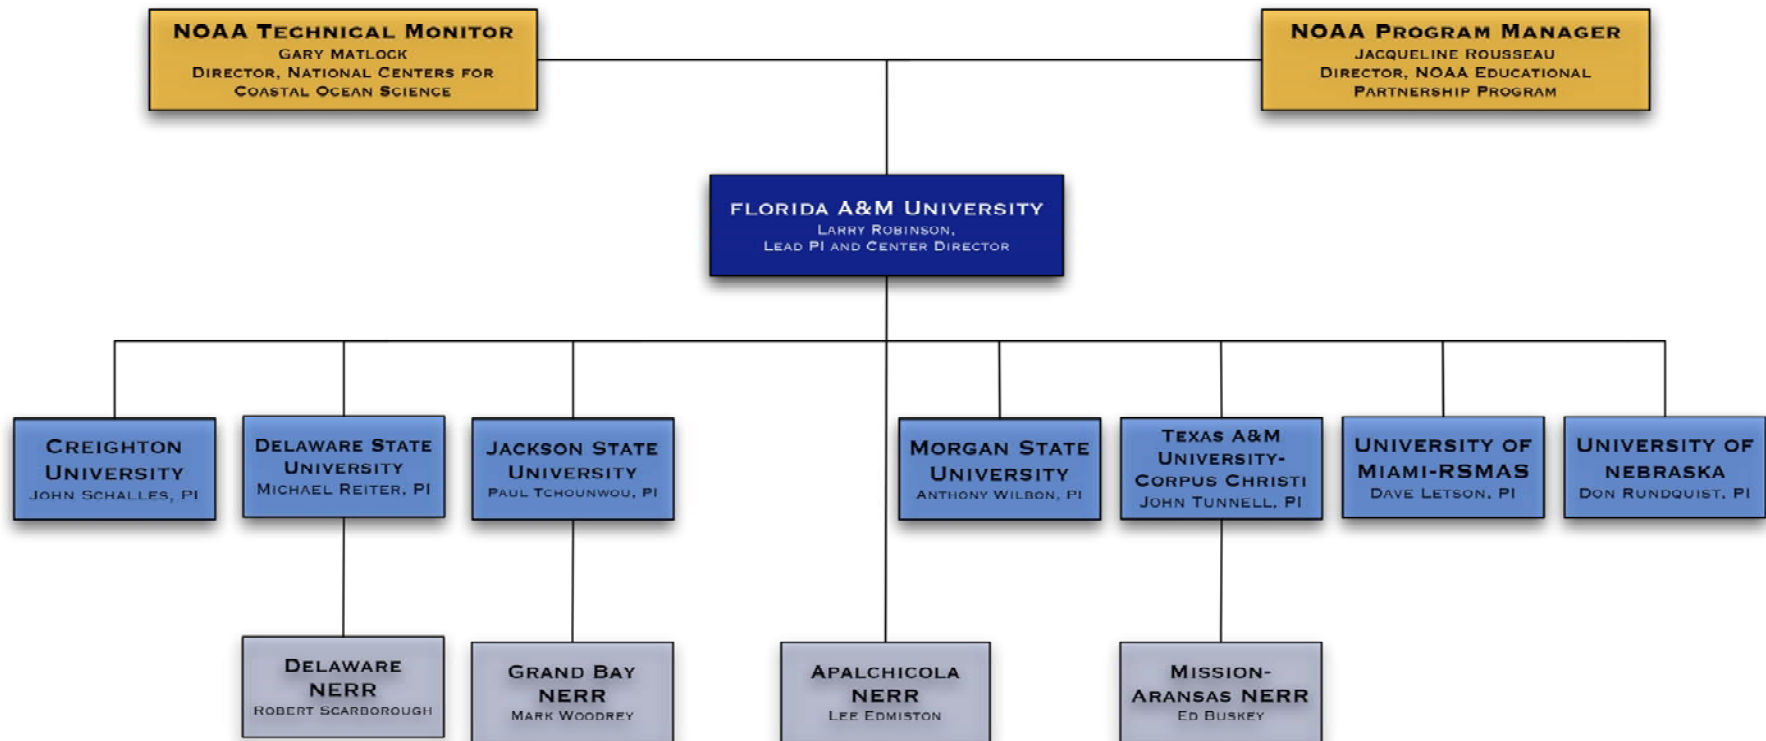 NOAA TECHNICAL MONITOR
GARY MATLOCK
DIRECTOR, NATIONAL CENTERS FOR
COASTAL OCEAN SCIENCE
NOAA PROGRAM MANAGER
JACQUELINE ROUSSEAU
DIRECTOR, NOAA EDUCATIONAL
PARTNERSHIP PROGRAM
FLORIDA A&M UNIVERSITY
LARRY ROBINSON,
LEAD PI AND CENTER DIRECTOR
CREIGHTON
UNIVERSITY
JOHN SCHALLES, PI
DELAWARE STATE
UNIVERSITY
MICHAEL REITER, PI
JACKSON STATE
UNIVERSITY
PAUL TCHOUNWOU, PI
MORGAN STATE
UNIVERSITY
ANTHONY WILBON, PI
TEXAS A&M
UNIVERSITY-
CORPUS CHRISTI
JOHN TUNNELL, PI
UNIVERSITY OF
MIAMI-RSMAS
DAVE LETSON, PI
UNIVERSITY OF
NEBRASKA
DON RUNDQUIST, PI
DELAWARE
NERR
ROBERT SCARBOROUGH
GRAND BAY
NERR
MARK WOODREY
APALCHICOLA
NERR
LEE EDMISTON
MISSION-
ARANSAS NERR
ED BUSKEY